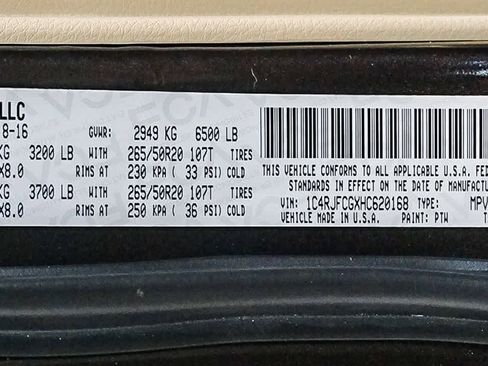 LLC
8-16 GVWR: 2949 KG 6500 LB
KG 3200 LB WITH 265/50R20 107T TIRES
X8.0 RIMS AT 230 KPA ( 33 PSI) COLD
KG 3700 LB WITH 265/50R20 107T TIRES
X8.0 RIMS AT 250 KPA ( 36 PSI) COLD
THIS VEHICLE CONFORMS TO ALL APPLICABLE U.S.A. FED
STANDARDS IN EFFECT ON THE DATE OF MANUFACTUR
VIN: 1C4RJFCGXHC620168 TYPE: MPV
VEHICLE MADE IN U.S.A. PAINT: PTW